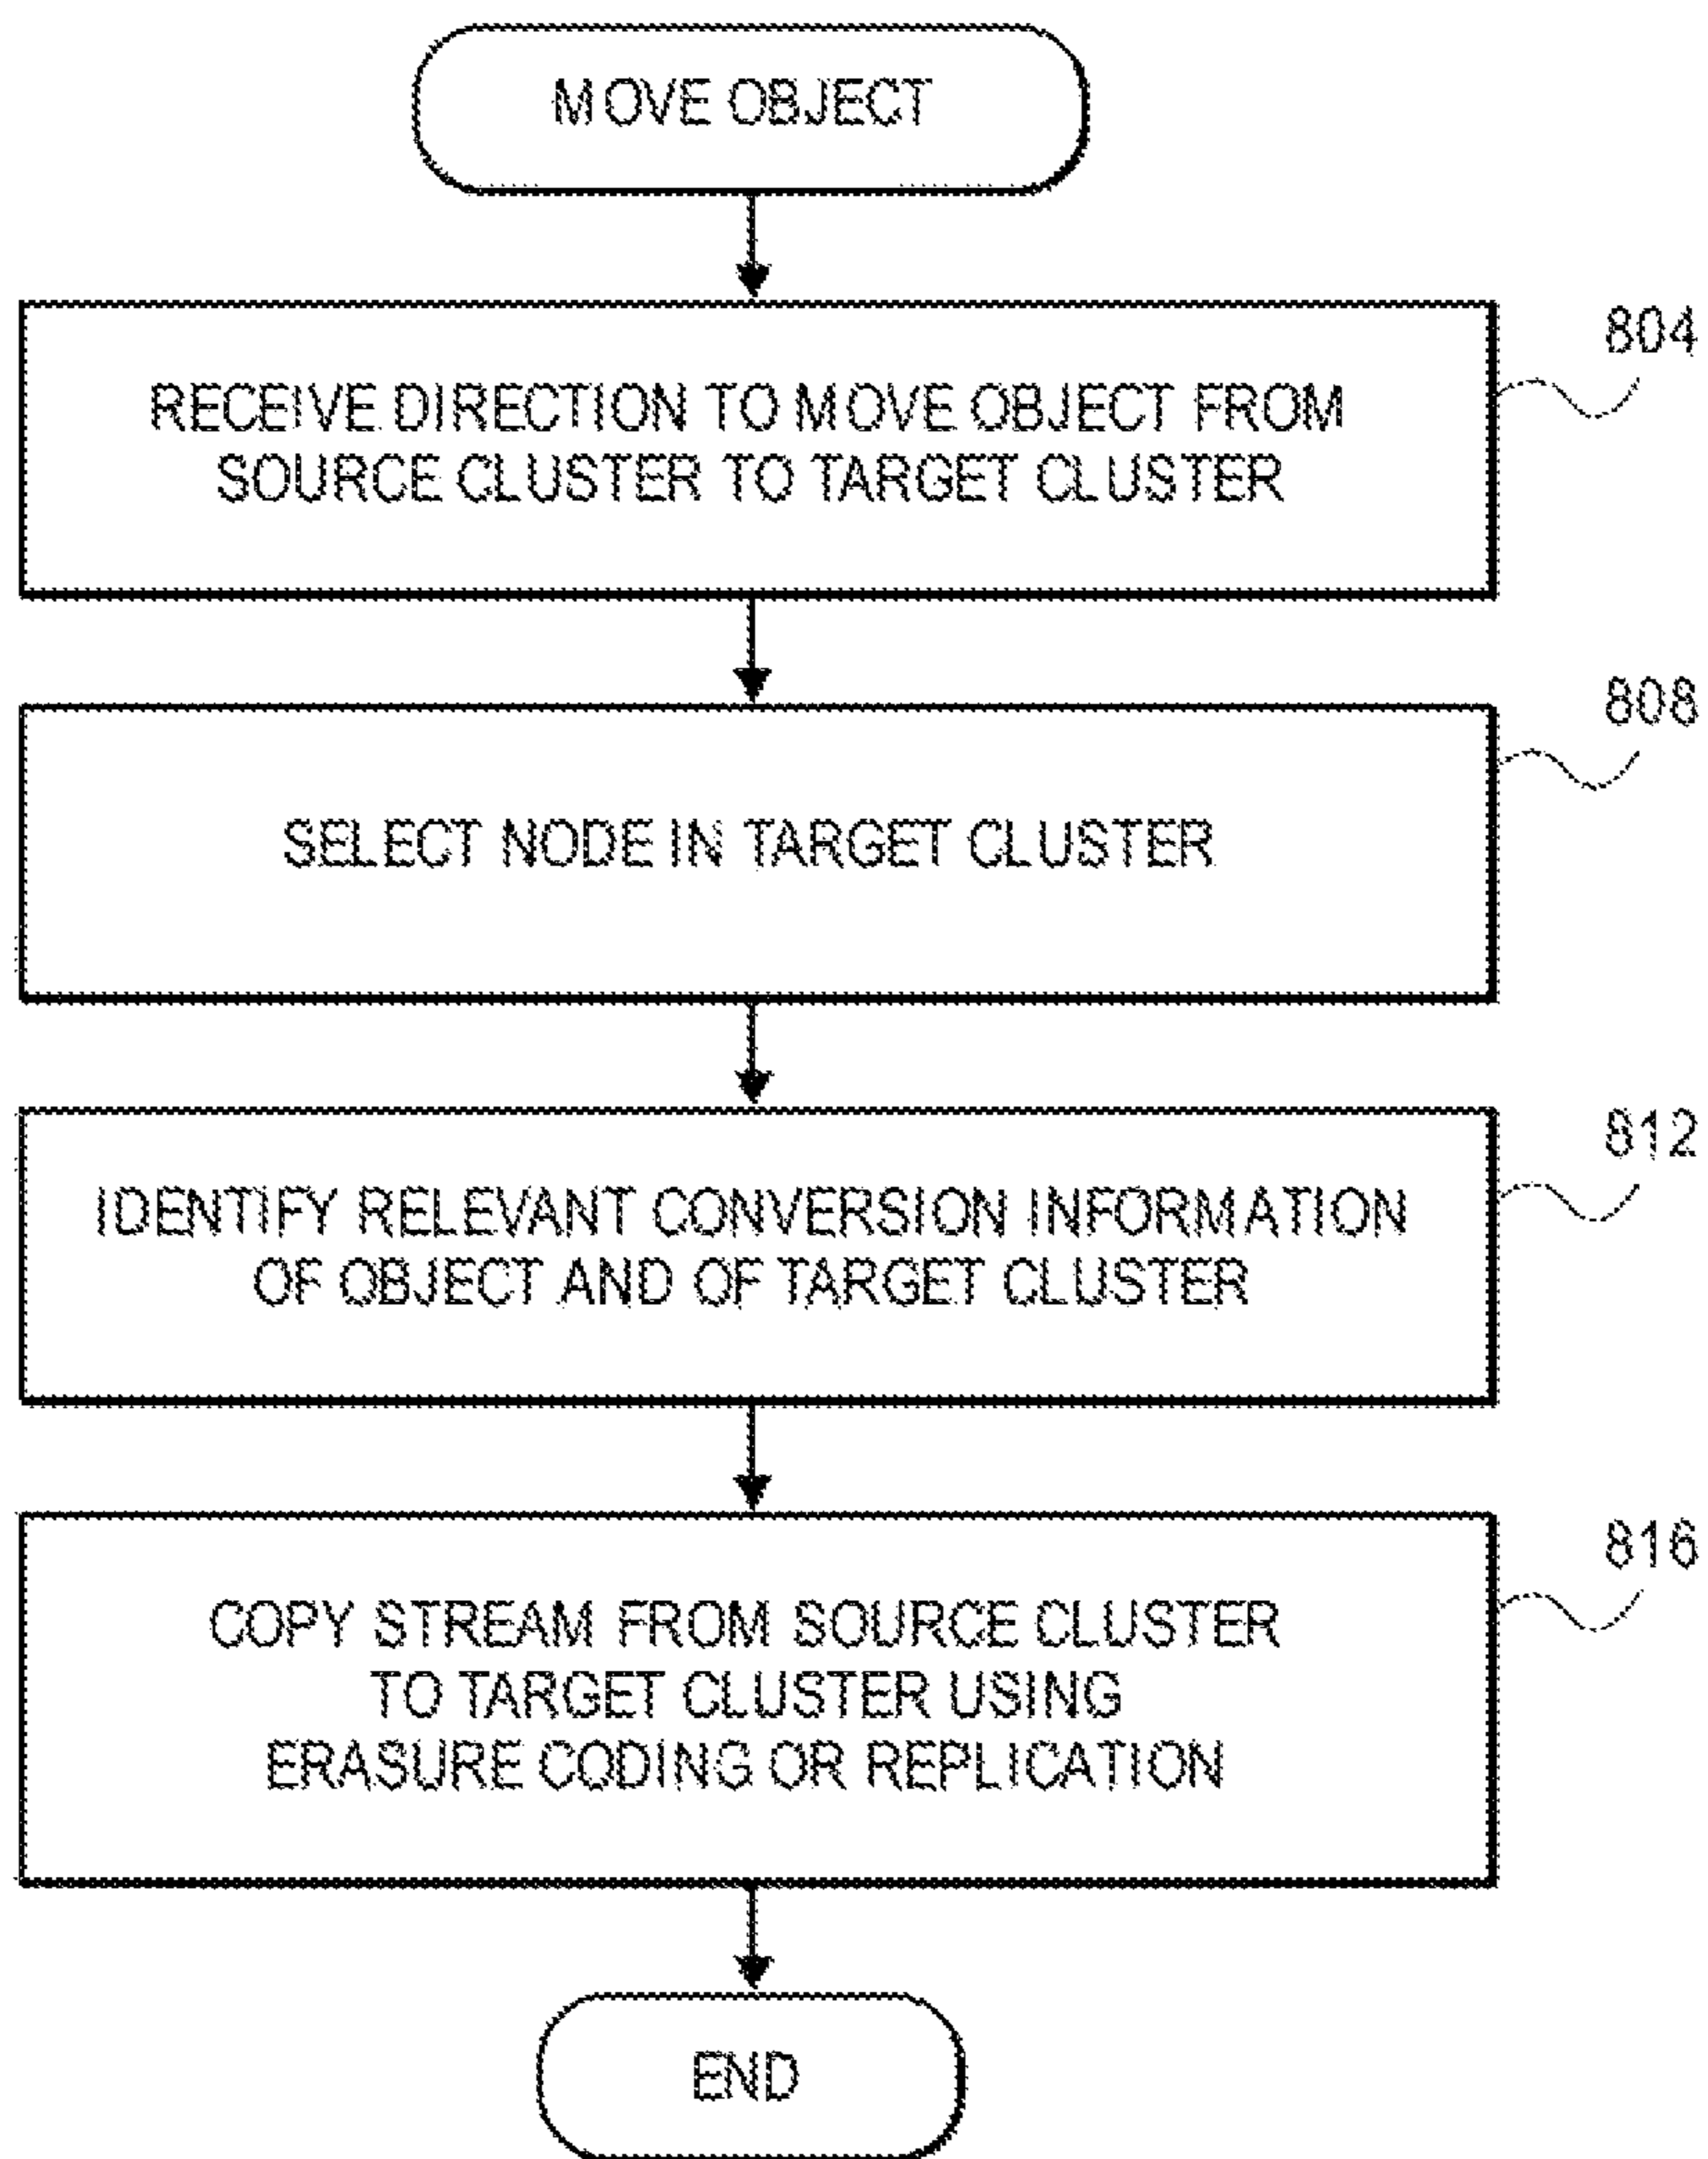 MOVE OBJECT
804
RECEIVE DIRECTION TO MOVE OBJECT FROM
SOURCE CLUSTER TO TARGET CLUSTER
808
SELECT NODE IN TARGET CLUSTER
812
IDENTIFY RELEVANT CONVERSION INFORMATION
OF OBJECT AND OF TARGET CLUSTER
816
COPY STREAM FROM SOURCE CLUSTER
TO TARGET CLUSTER USING
ERASURE CODING OR REPLICATION
END